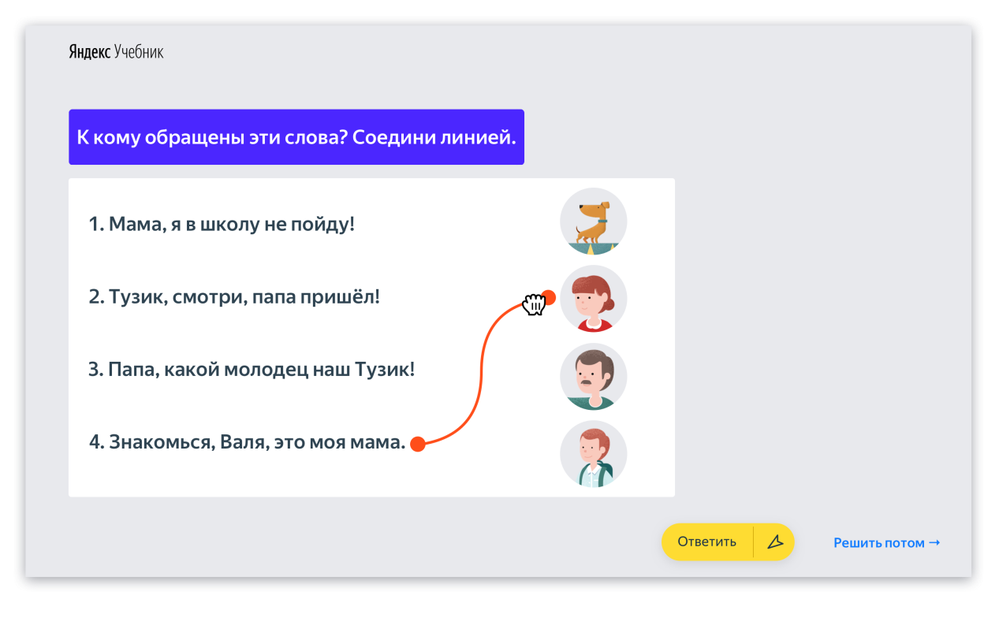 Яндекс Учебник
К кому обращены эти слова? Соедини линией.
1. Мама, я в школу не пойду!
2. Тузик, смотри, папа пришёл!
3. Папа, какой молодец наш Тузик!
4. Знакомься, Валя, это моя мама.
Ответить
Решить потом →